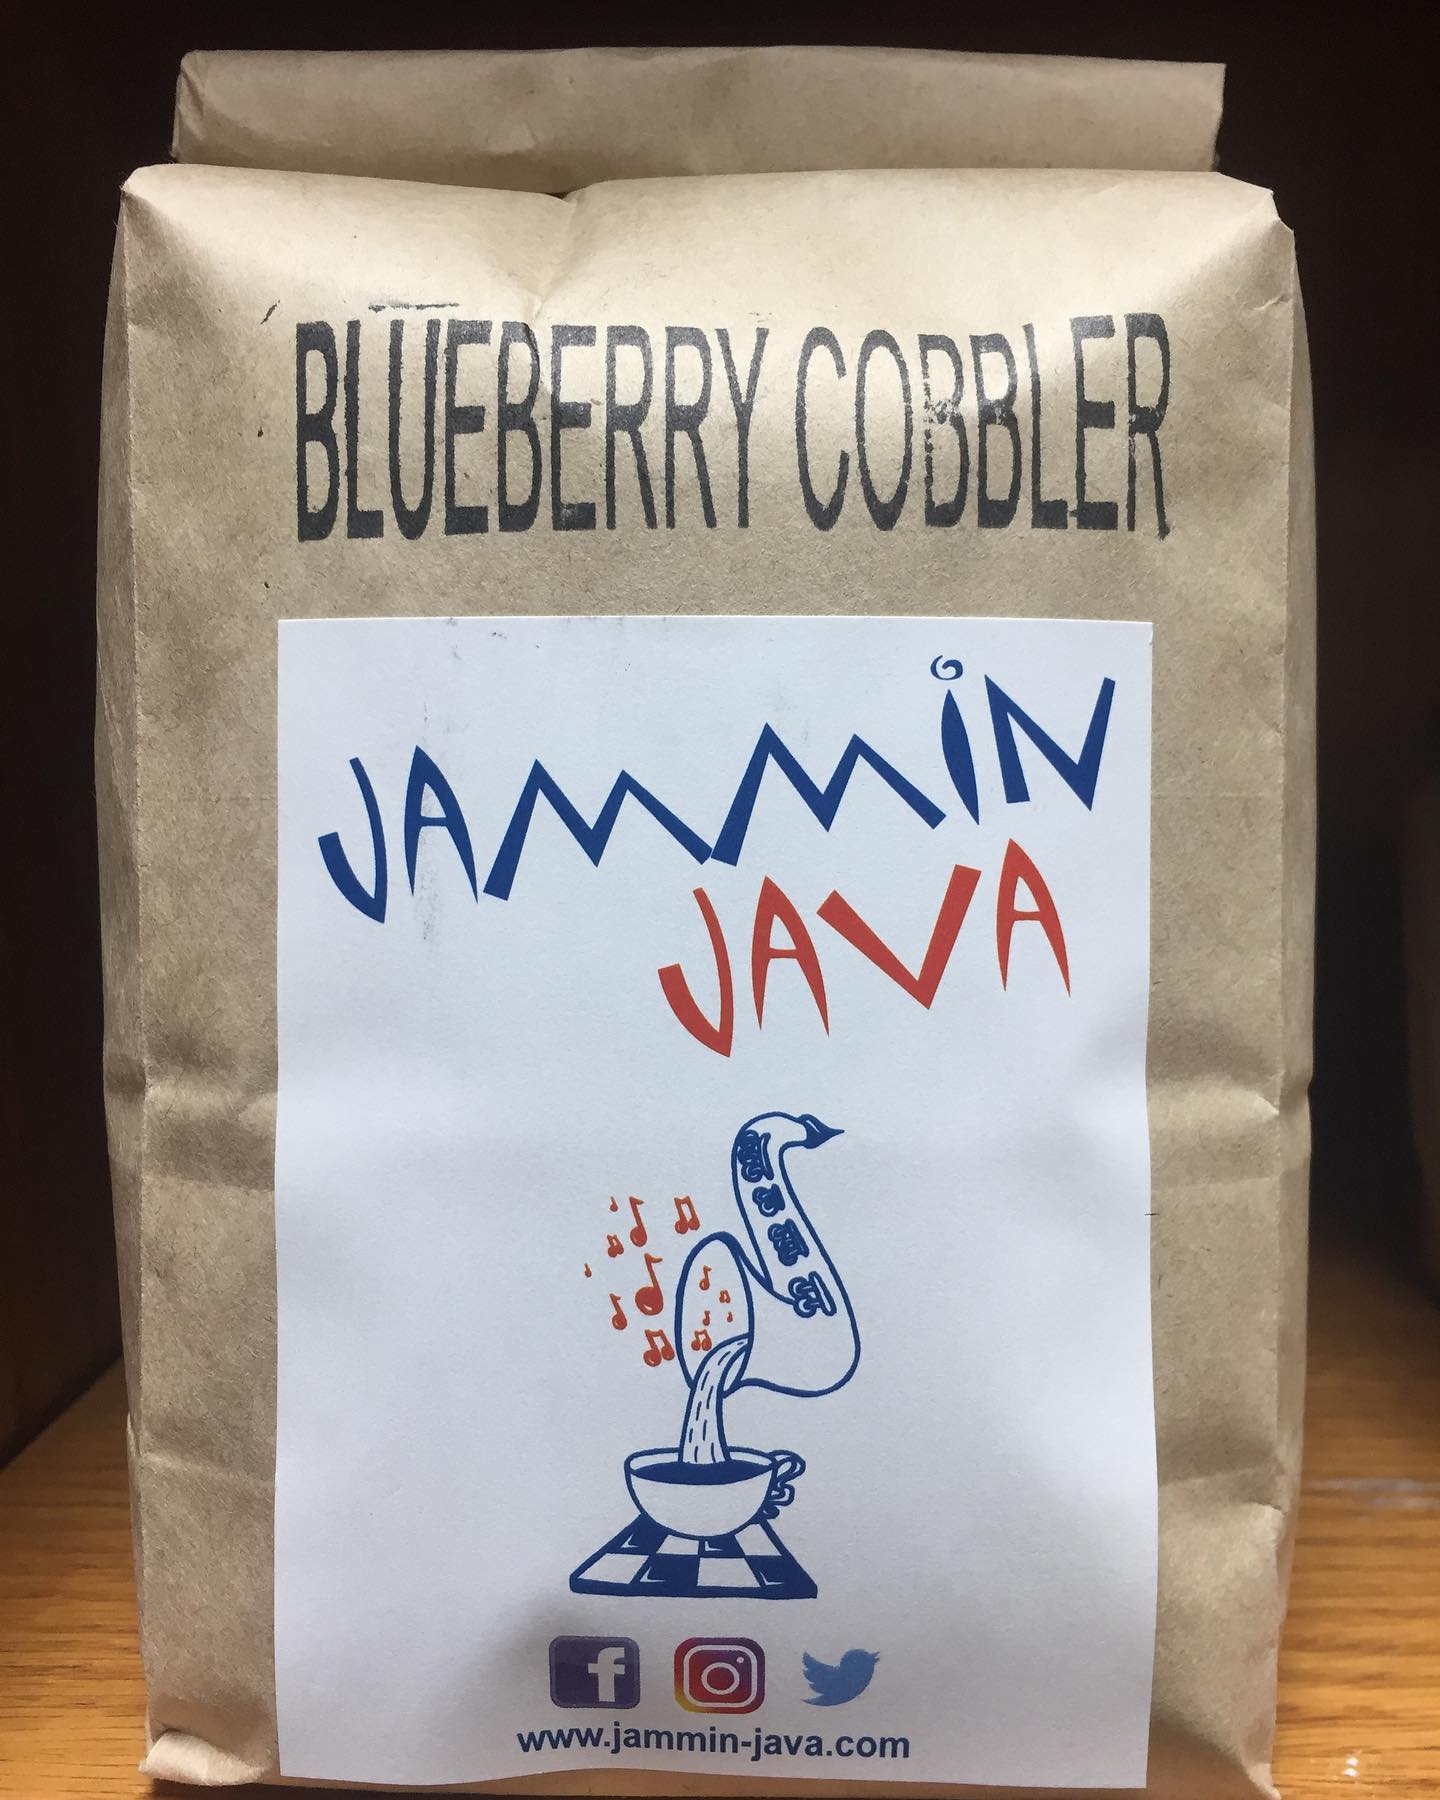 BLUEBERRY COBBLER
JAMMiN
JAVA
f
www.jammin-java.com